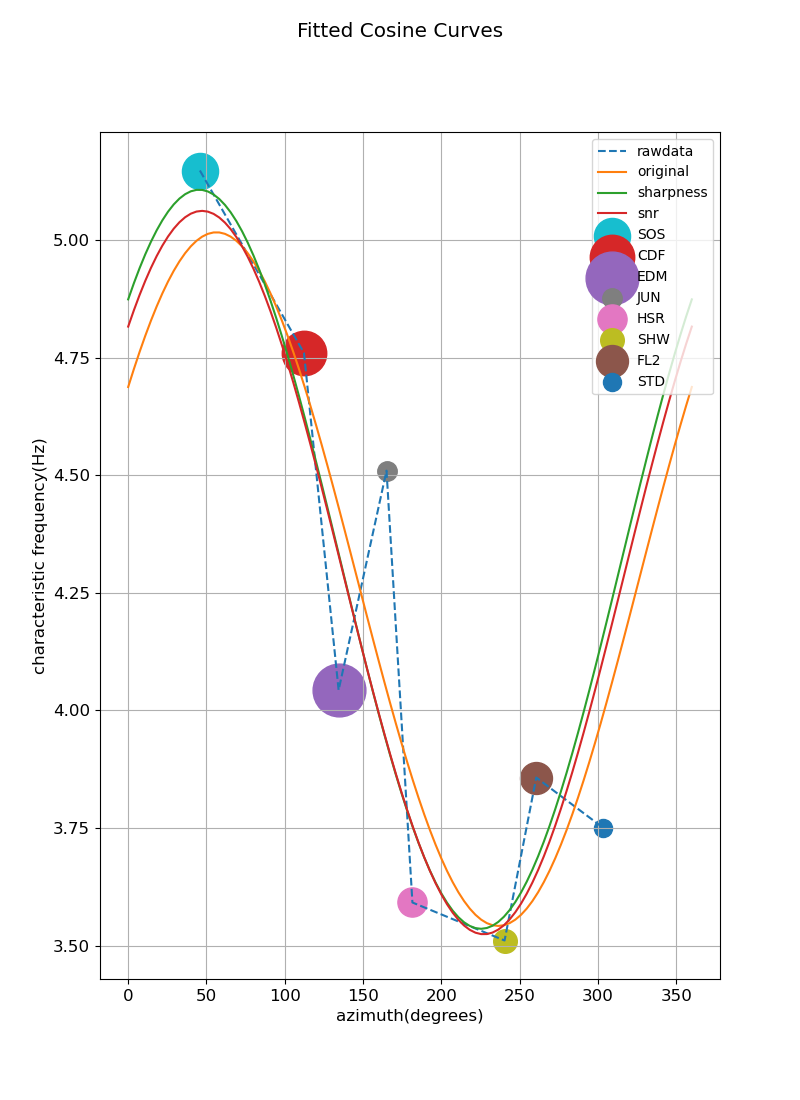 Fitted Cosine Curves
rawdata
original
sharpness
snr
SOS
CDF
EDM
JUN
HSR
SHW
FL2
STD
5.00
4.75
4.50
4.25
4.00
3.75
3.50
characteristic frequency(Hz)
0 50 100 150 200 250 300 350
azimuth(degrees)